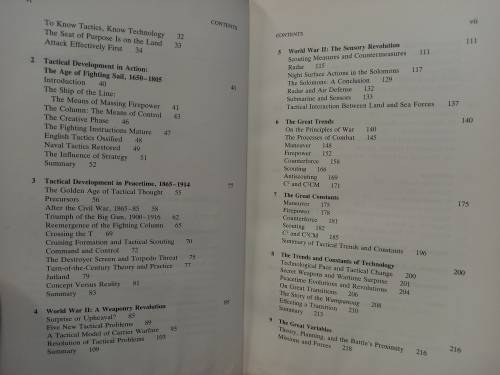 CONTENTS
To Know Tactics, Know Technology 32
The Seat of Purpose Is on the Land 33
Attack Effectively First 34
2 Tactical Development in Action:
The Age of Fighting Sail, 1650–1805 41
Introduction 40
The Ship of the Line:
The Means of Massing Firepower 41
The Column: The Means of Control 43
The Creative Phase 46
The Fighting Instructions Mature 47
English Tactics Ossified 48
Naval Tactics Restored 49
The Influence of Strategy 51
Summary 52
3 Tactical Development in Peacetime, 1865–1914 55
The Golden Age of Tactical Thought 55
Precursors 56
After the Civil War, 1865–85 58
Triumph of the Big Gun, 1900–1916 62
Reemergence of the Fighting Column 65
Crossing the T 69
Cruising Formation and Tactical Scouting 70
Command and Control 72
The Destroyer Screen and Torpedo Threat 75
Turn-of-the-Century Theory and Practice 77
Jutland 79
Concept Versus Reality 81
Summary 83
4 World War II: A Weaponry Revolution 85
Surprise or Upheaval? 85
Five New Tactical Problems 89
A Tactical Model of Carrier Warfare 93
Resolution of Tactical Problems 103
Summary 109
CONTENTS vii
5 World War II: The Sensory Revolution 111
Scouting Measures and Countermeasures 111
Radar 115
Night Surface Actions in the Solomons 117
The Solomons: A Conclusion 129
Radar and Air Defense 132
Submarine and Sensors 133
Tactical Interaction Between Land and Sea Forces 137
6 The Great Trends 140
On the Principles of War 140
The Processes of Combat 145
Maneuver 148
Firepower 152
Counterforce 158
Scouting 166
Antiscouting 169
C² and C²CM 171
7 The Great Constants 175
Maneuver 175
Firepower 178
Counterforce 181
Scouting 182
C² and C²CM 185
Summary of Tactical Trends and Constants 196
8 The Trends and Constants of Technology 200
Technological Pace and Tactical Change 200
Secret Weapons and Wartime Surprise 201
Peacetime Evolutions and Revolutions 204
On Great Transitions 206
The Story of the Wampanoag 208
Effecting a Transition 210
Summary 213
9 The Great Variables 216
Theory, Planning, and the Battle's Proximity 216
Missions and Forces 218